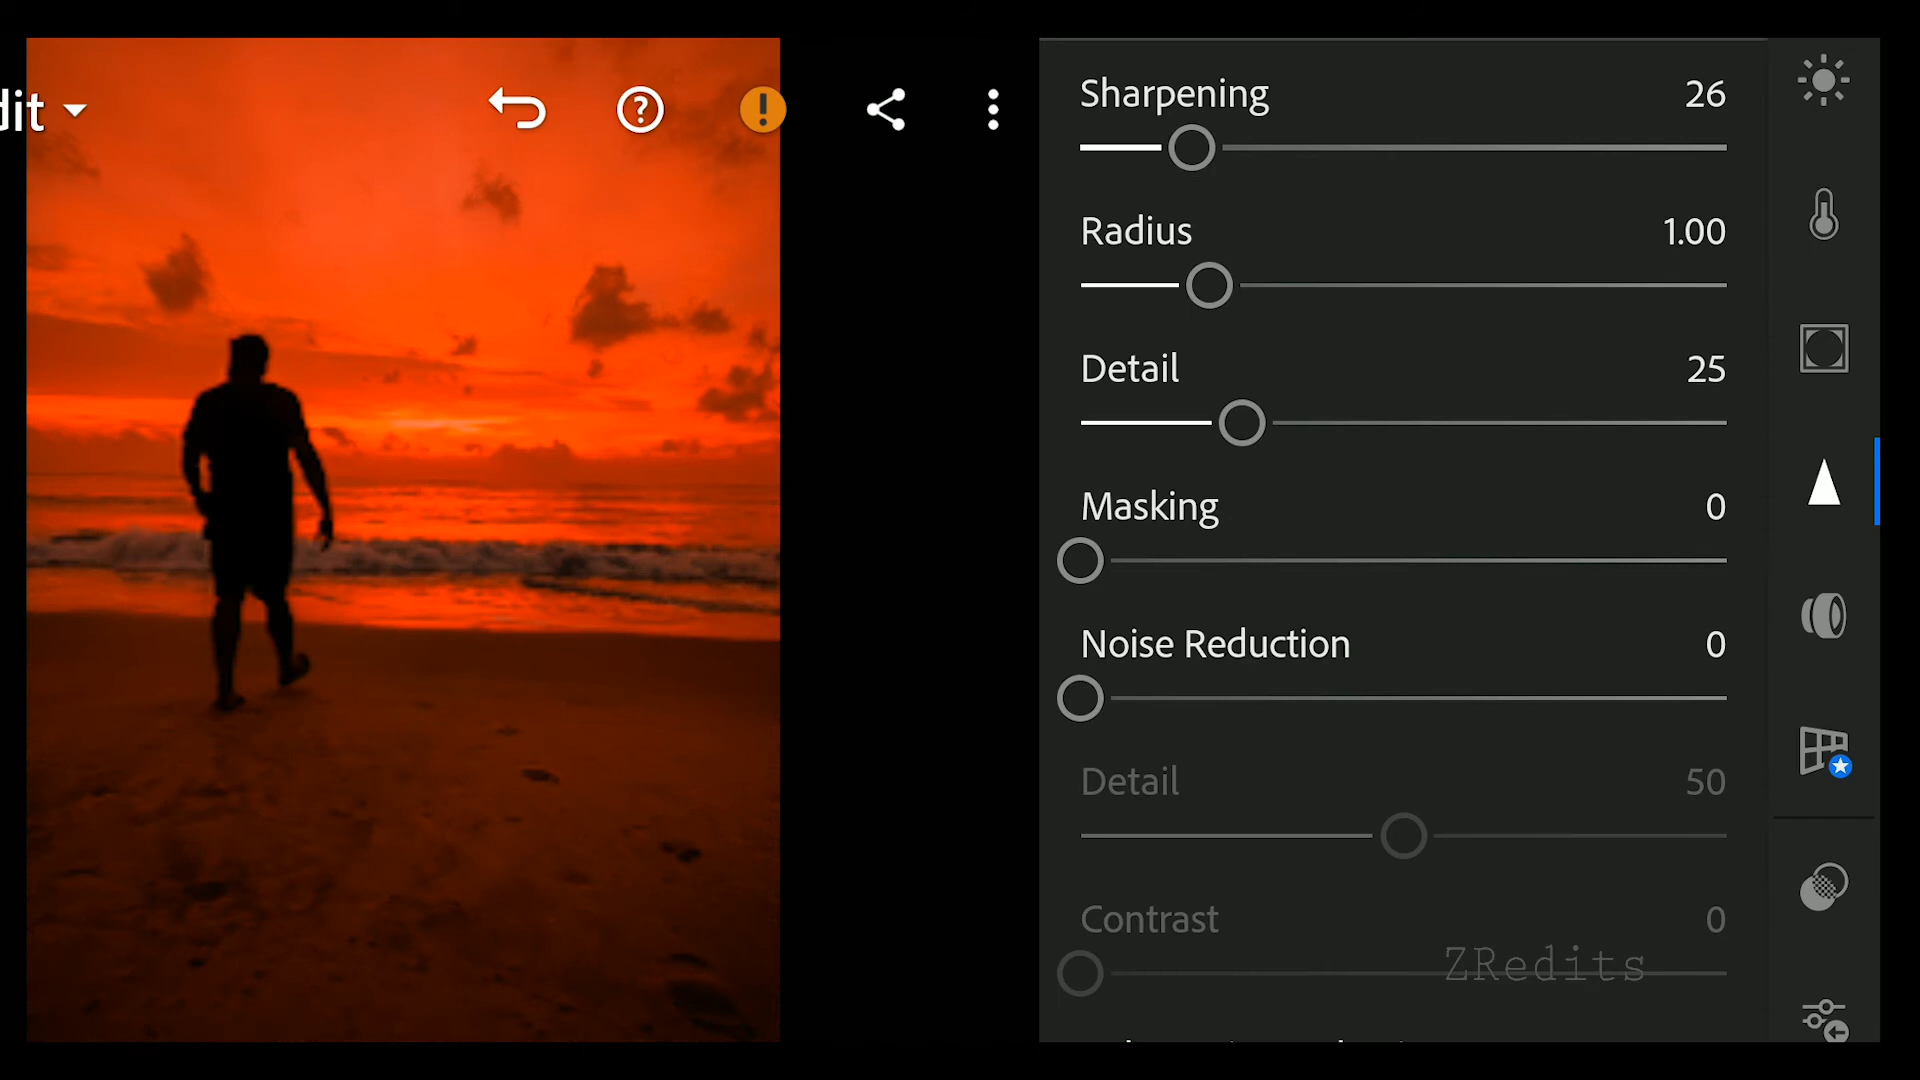 dit
Sharpening 26
Radius 1.00
Detail 25
Masking 0
Noise Reduction 0
Detail 50
Contrast 0
ZRedits